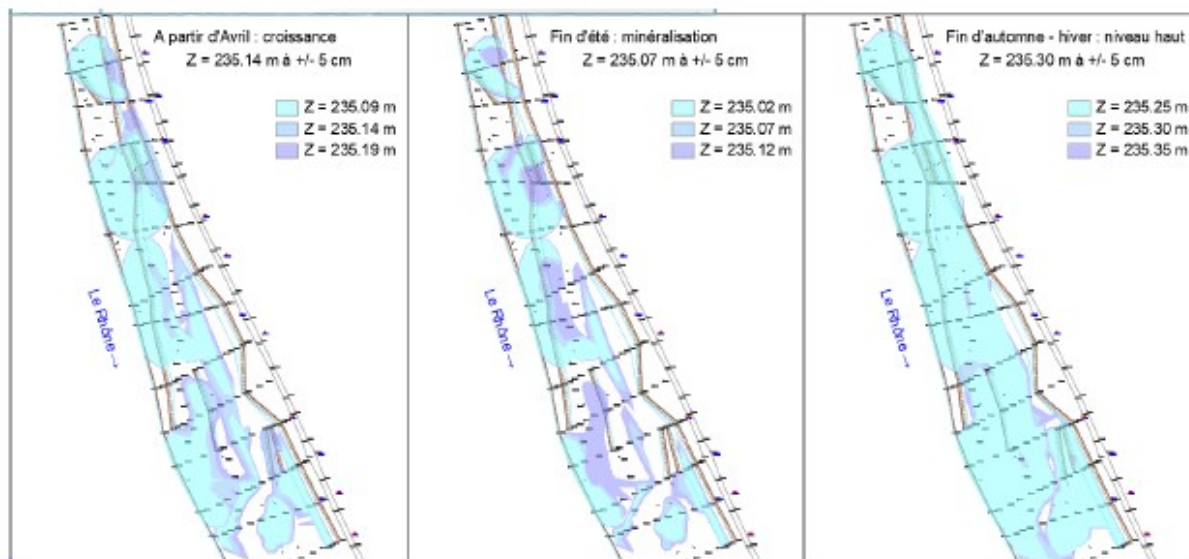 A partir d'Avril : croissance
Z = 235.14 m à +/- 5 cm
Z = 235.09 m
Z = 235.14 m
Z = 235.19 m
Le Rhône →
Fin d'été : minéralisation
Z = 235.07 m à +/- 5 cm
Z = 235.02 m
Z = 235.07 m
Z = 235.12 m
Le Rhône →
Fin d'automne - hiver : niveau haut
Z = 235.30 m à +/- 5 cm
Z = 235.25 m
Z = 235.30 m
Z = 235.35 m
Le Rhône →